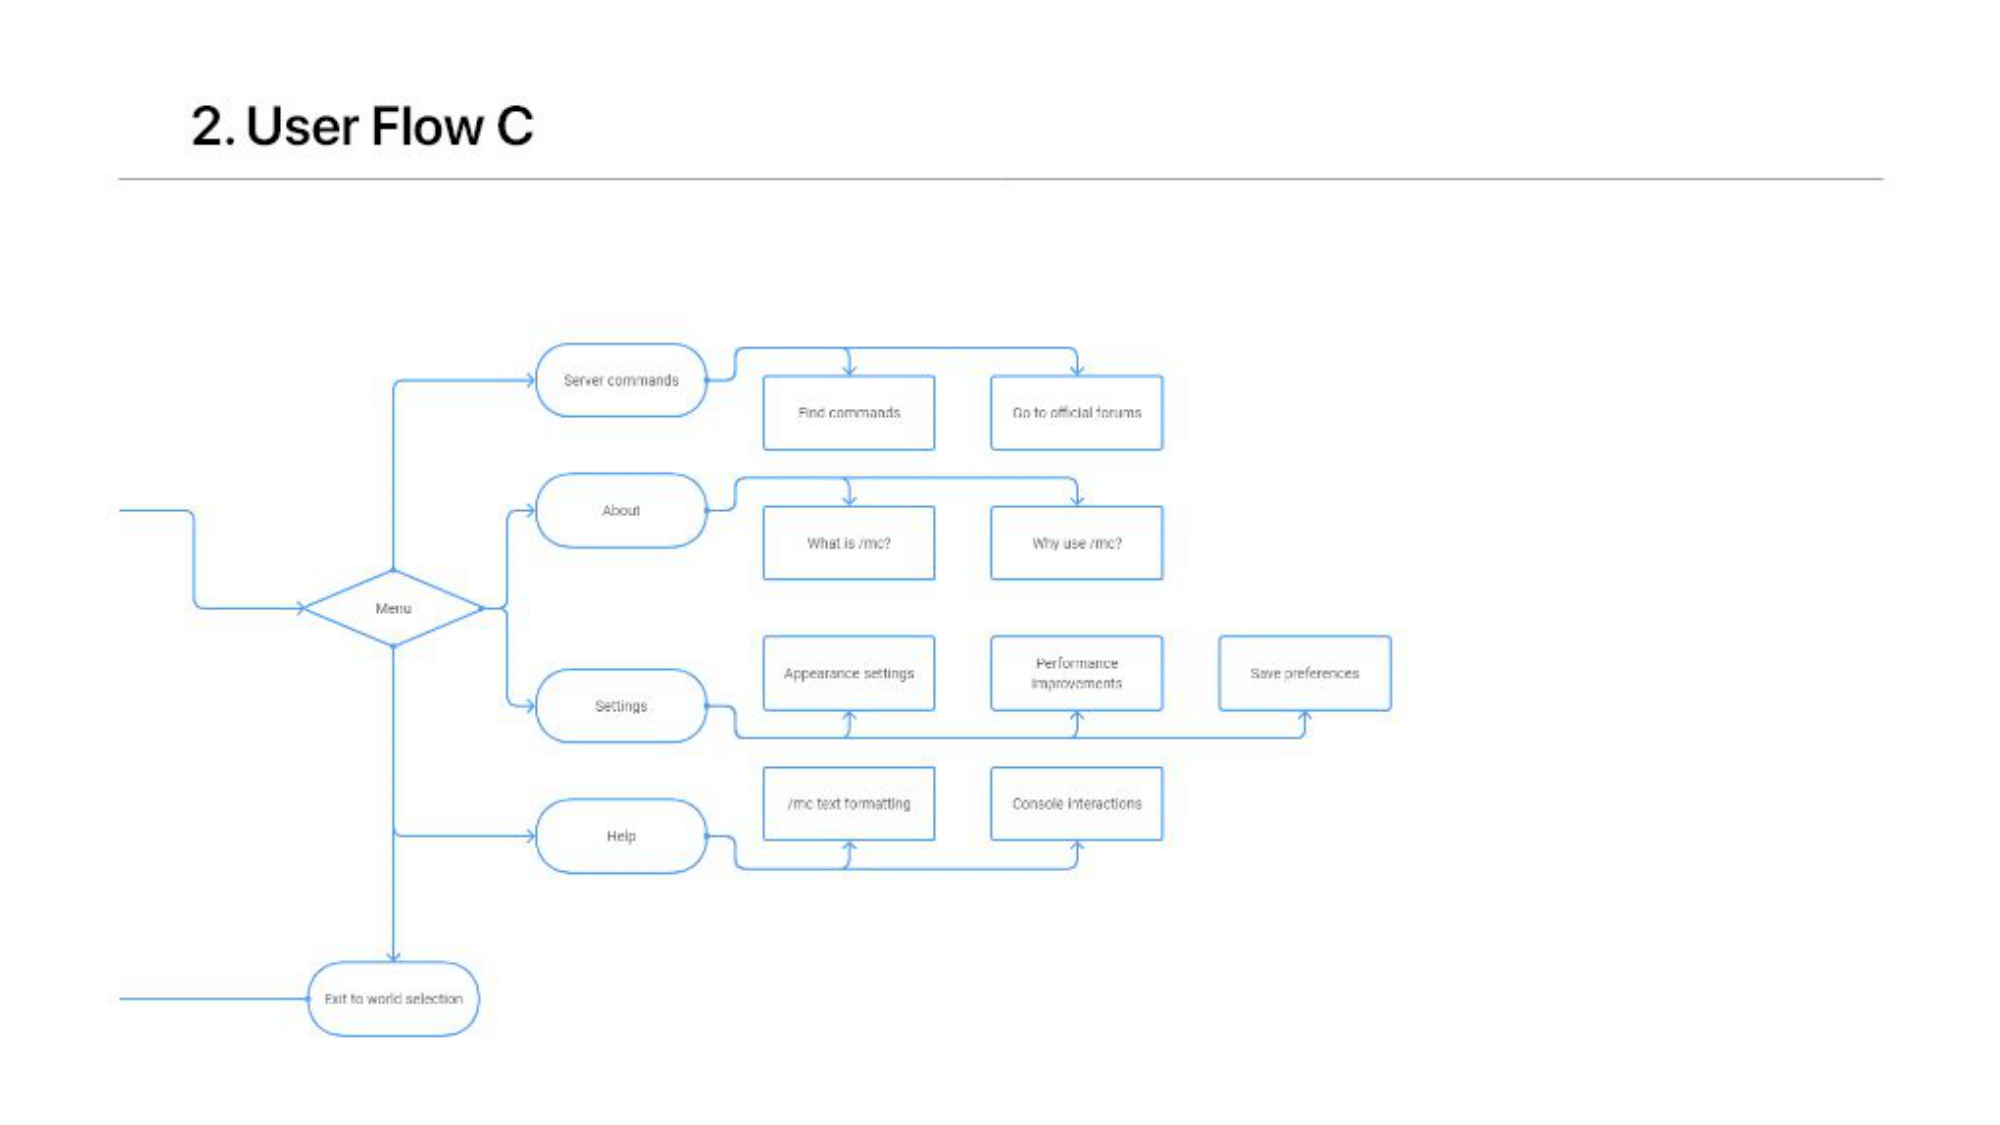 2. User Flow C
Server commands
Find commands
Go to official forums
About
What is /mc?
Why use /mc?
Menu
Appearance settings
Performance
Improvements
Save preferences
Settings
/mc text formatting
Console interactions
Help
Exit to world selection